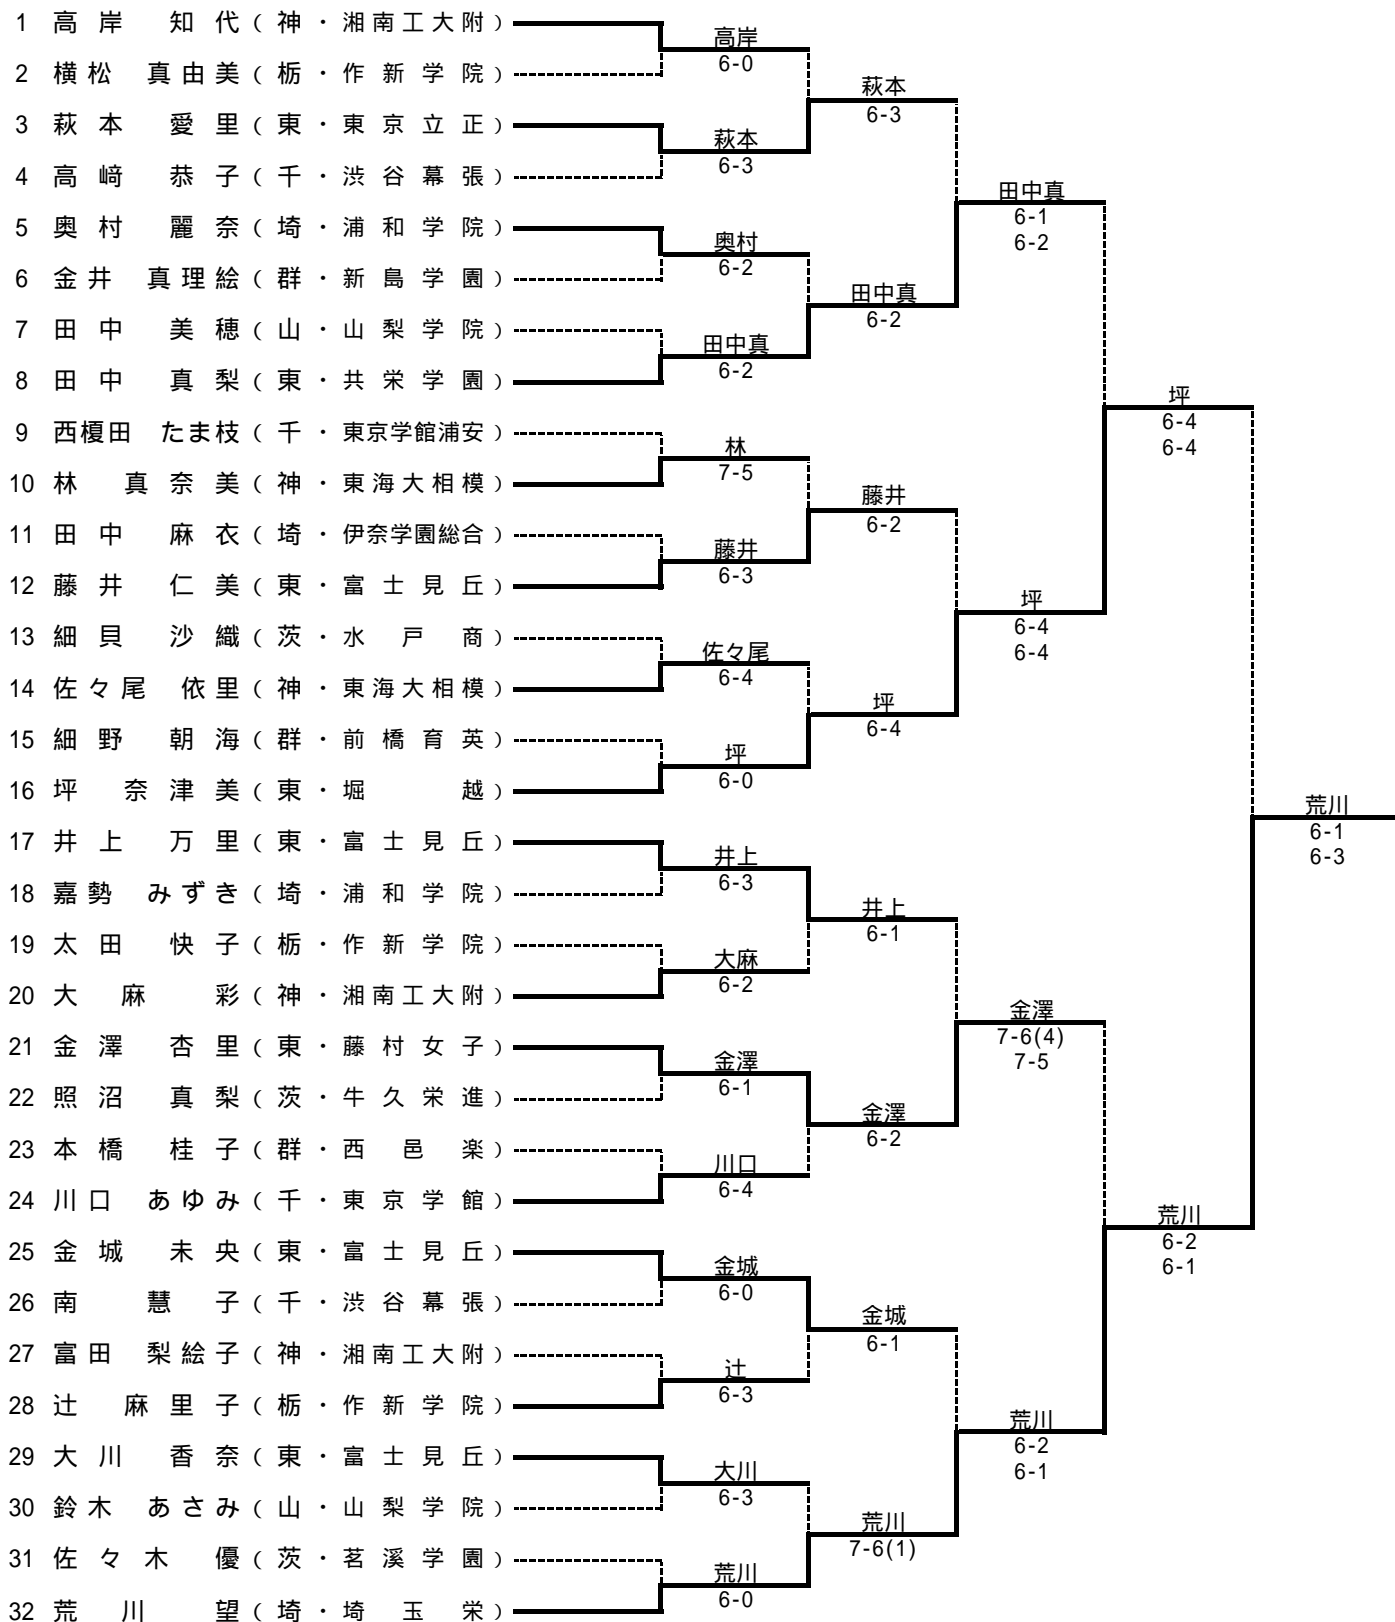 1 高岸 知代(神・湘南工大附)
2 横松 真由美(栃・作新学院)
3 萩本 愛里(東・東京立正)
4 高﨑 恭子(千・渋谷幕張)
5 奥村 麗奈(埼・浦和学院)
6 金井 真理絵(群・新島学園)
7 田中 美穂(山・山梨学院)
8 田中 真梨(東・共栄学園)
9 西榎田 たま枝(千・東京学館浦安)
10 林 真奈美(神・東海大相模)
11 田中 麻衣(埼・伊奈学園総合)
12 藤井 仁美(東・富士見丘)
13 細貝 沙織(茨・水戸商)
14 佐々尾 依里(神・東海大相模)
15 細野 朝海(群・前橋育英)
16 坪 奈津美(東・堀越)
17 井上 万里(東・富士見丘)
18 嘉勢 みずき(埼・浦和学院)
19 太田 快子(栃・作新学院)
20 大麻 彩(神・湘南工大附)
21 金澤 杏里(東・藤村女子)
22 照沼 真梨(茨・牛久栄進)
23 本橋 桂子(群・西邑楽)
24 川口 あゆみ(千・東京学館)
25 金城 未央(東・富士見丘)
26 南 慧子(千・渋谷幕張)
27 富田 梨絵子(神・湘南工大附)
28 辻 麻里子(栃・作新学院)
29 大川 香奈(東・富士見丘)
30 鈴木 あさみ(山・山梨学院)
31 佐々木 優(茨・茗溪学園)
32 荒川 望(埼・埼玉栄)
高岸
6-0
萩本
6-3
奥村
6-2
田中真
6-2
林
7-5
藤井
6-3
佐々尾
6-4
坪
6-0
井上
6-3
大麻
6-2
金澤
6-1
川口
6-4
金城
6-0
辻
6-3
大川
6-3
荒川
6-0
萩本
6-3
田中真
6-2
藤井
6-2
坪
6-4
井上
6-1
金澤
6-2
金城
6-1
荒川
7-6(1)
田中真
6-1
6-2
坪
6-4
6-4
金澤
7-6(4)
7-5
荒川
6-2
6-1
坪
6-4
6-4
荒川
6-2
6-1
荒川
6-1
6-3